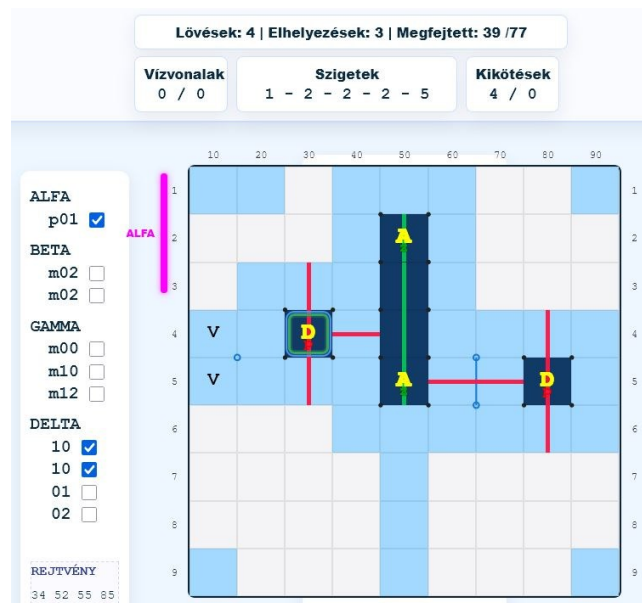 Lövések: 4 | Elhelyezések: 3 | Megfejtett: 39 /77
Vízvonalak
0 / 0
Szigetek
1 - 2 - 2 - 2 - 5
Kikötések
4 / 0
10 20 30 40 50 60 70 80 90
ALFA
p01
BETA
m02
m02
GAMMA
m00
m10
m12
DELTA
10
10
01
02
REJTVÉNY
34 52 55 85
ALFA
1 1
2 A 2
3 3
4 V D 4
5 V A D 5
6 6
7 7
8 8
9 9